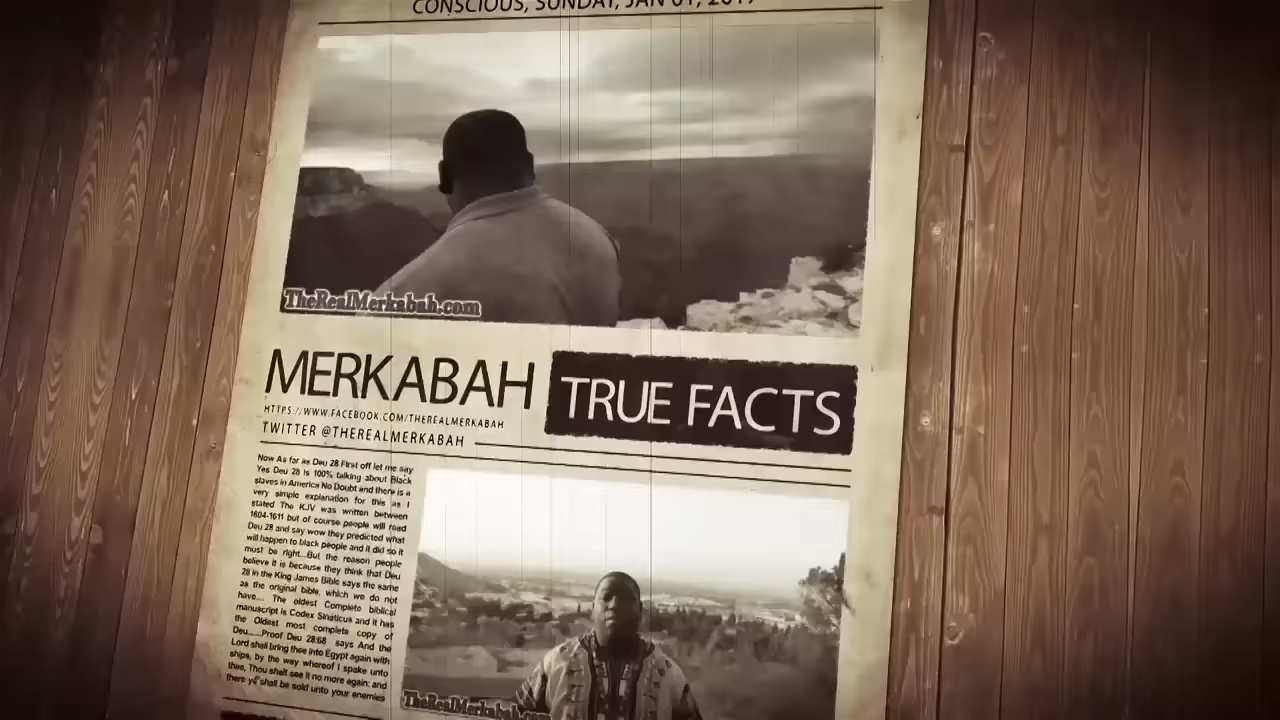 CONSCIOUS, SUNDAY, JAN 01, 2017
TheRealMerkabah.com
MERKABAH TRUE FACTS
HTTPS://WWW.FACEBOOK.COM/THEREALMERKABAH
TWITTER @THEREALMERKABAH
Now As far as Deu 28 First off let me say
Yes Deu 28 is 100% talking about Black
slaves in America No Doubt and there is a
very simple explanation for this as I
stated The KJV was written between
1604-1611 but of course people will read
Deu 28 and say wow they predicted what
will happen to black people and it did so it
must be right...But the reason people
believe it is because they think that Deu
28 in the King James Bible says the same
as the original bible, which we do not
have.... The oldest Complete biblical
manuscript is Codex Sinaticus and it has
the Oldest most complete copy of
Deu......Proof Deu 28:68 says And the
Lord shall bring thee into Egypt again with
ships, by the way whereof I spake unto
thee, Thou shalt see it no more again: and
there ye shall be sold unto your enemies
TheRealMerkabah.com